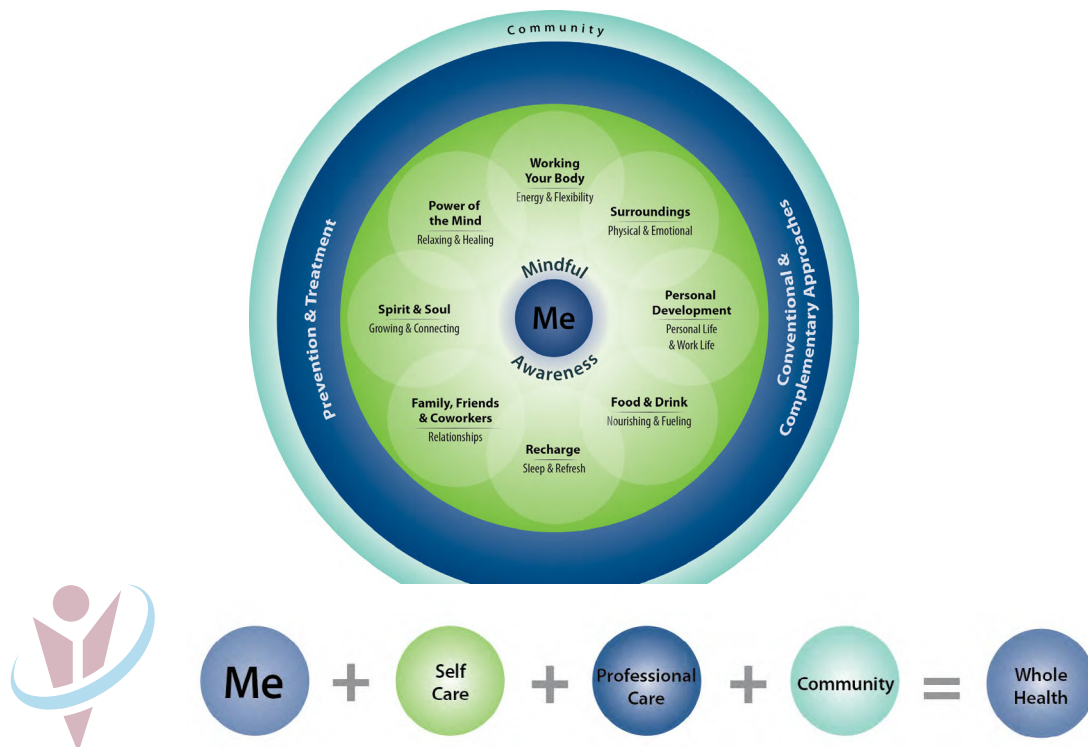 Community
Working
Your Body
Energy & Flexibility
Power of
the Mind
Relaxing & Healing
Surroundings
Physical & Emotional
Prevention & Treatment
Conventional &
Complementary Approaches
Mindful
Me
Awareness
Spirit & Soul
Growing & Connecting
Personal
Development
Personal Life
& Work Life
Family, Friends
& Coworkers
Relationships
Food & Drink
Nourishing & Fueling
Recharge
Sleep & Refresh
Me + Self Care + Professional Care + Community = Whole Health